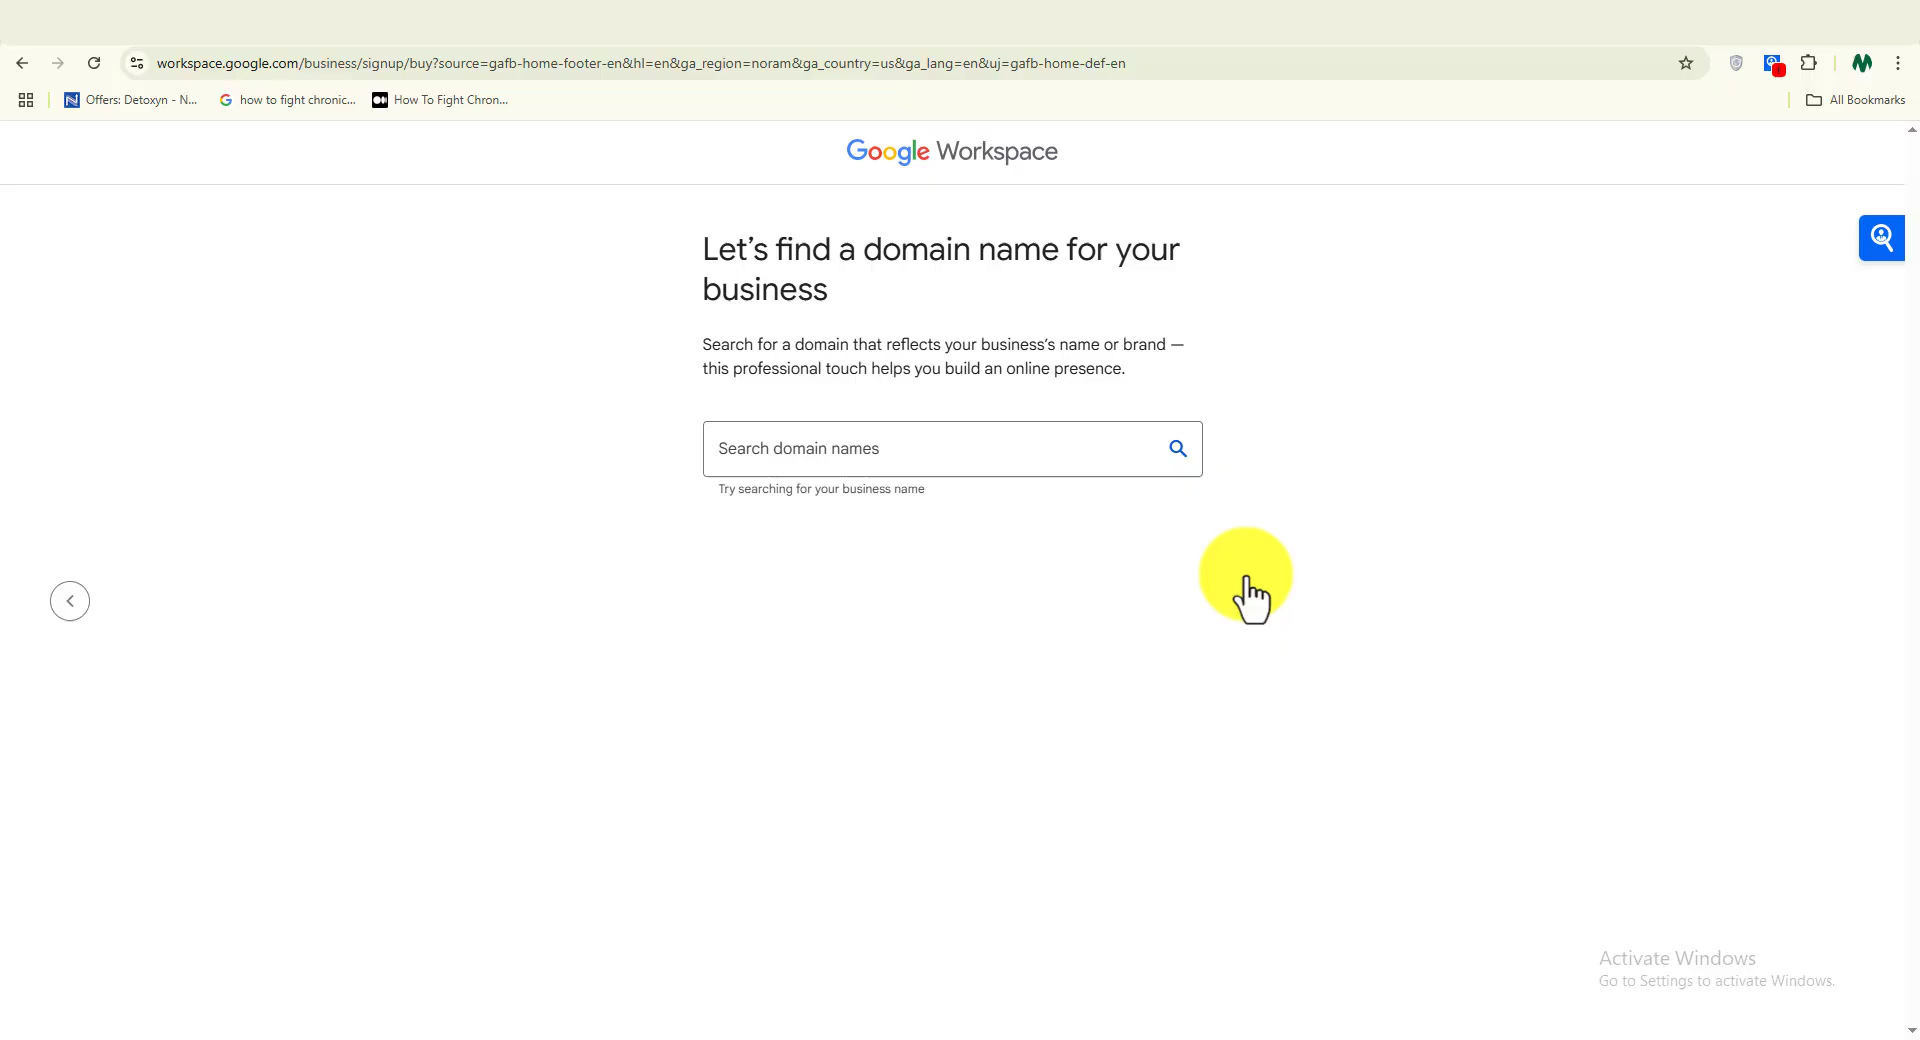 workspace.google.com/business/signup/buy?source=gafb-home-footer-en&hl=en&ga_region=noram&ga_country=us&ga_lang=en&uj=gafb-home-def-en
Offers: Detoxyn - N...
how to fight chronic...
How To Fight Chron...
All Bookmarks
Google Workspace
Let’s find a domain name for your
business
Search for a domain that reflects your business’s name or brand —
this professional touch helps you build an online presence.
Search domain names
Try searching for your business name
Activate Windows
Go to Settings to activate Windows.